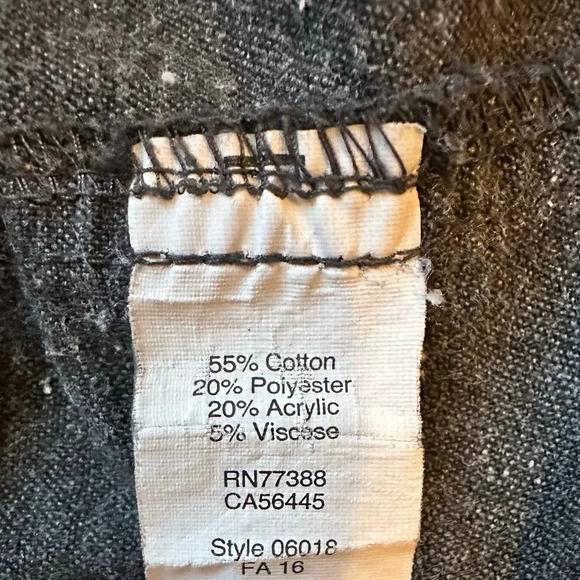 55% Cotton
20% Polyester
20% Acrylic
5% Viscose
RN77388
CA56445
Style 06018
FA 16